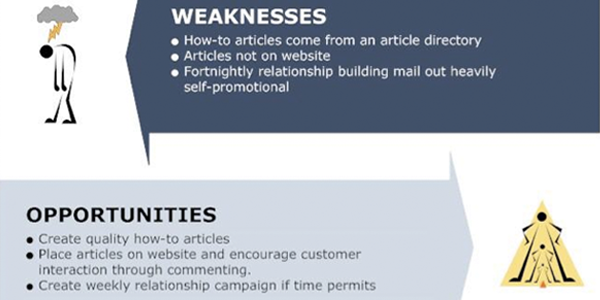 WEAKNESSES
● How-to articles come from an article directory
● Articles not on website
● Fortnightly relationship building mail out heavily
self-promotional
OPPORTUNITIES
● Create quality how-to articles
● Place articles on website and encourage customer
interaction through commenting.
● Create weekly relationship campaign if time permits